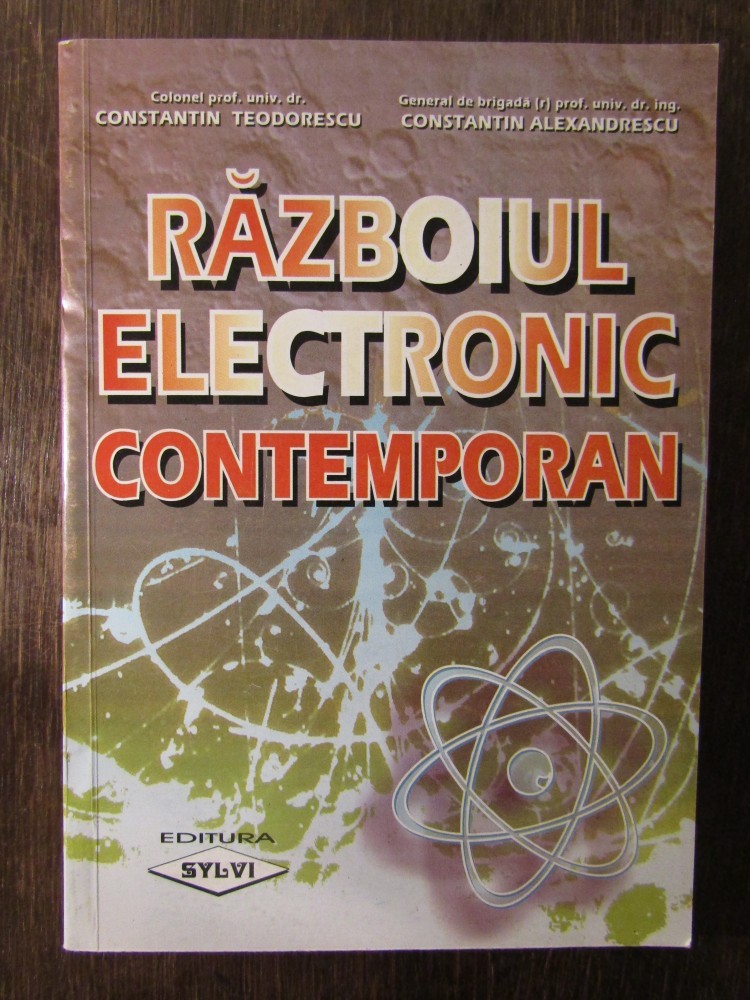 Colonel prof. univ. dr.
CONSTANTIN TEODORESCU
General de brigadă (r) prof. univ. dr. ing.
CONSTANTIN ALEXANDRESCU
RĂZBOIUL
ELECTRONIC
CONTEMPORAN
EDITURA
SYLVI